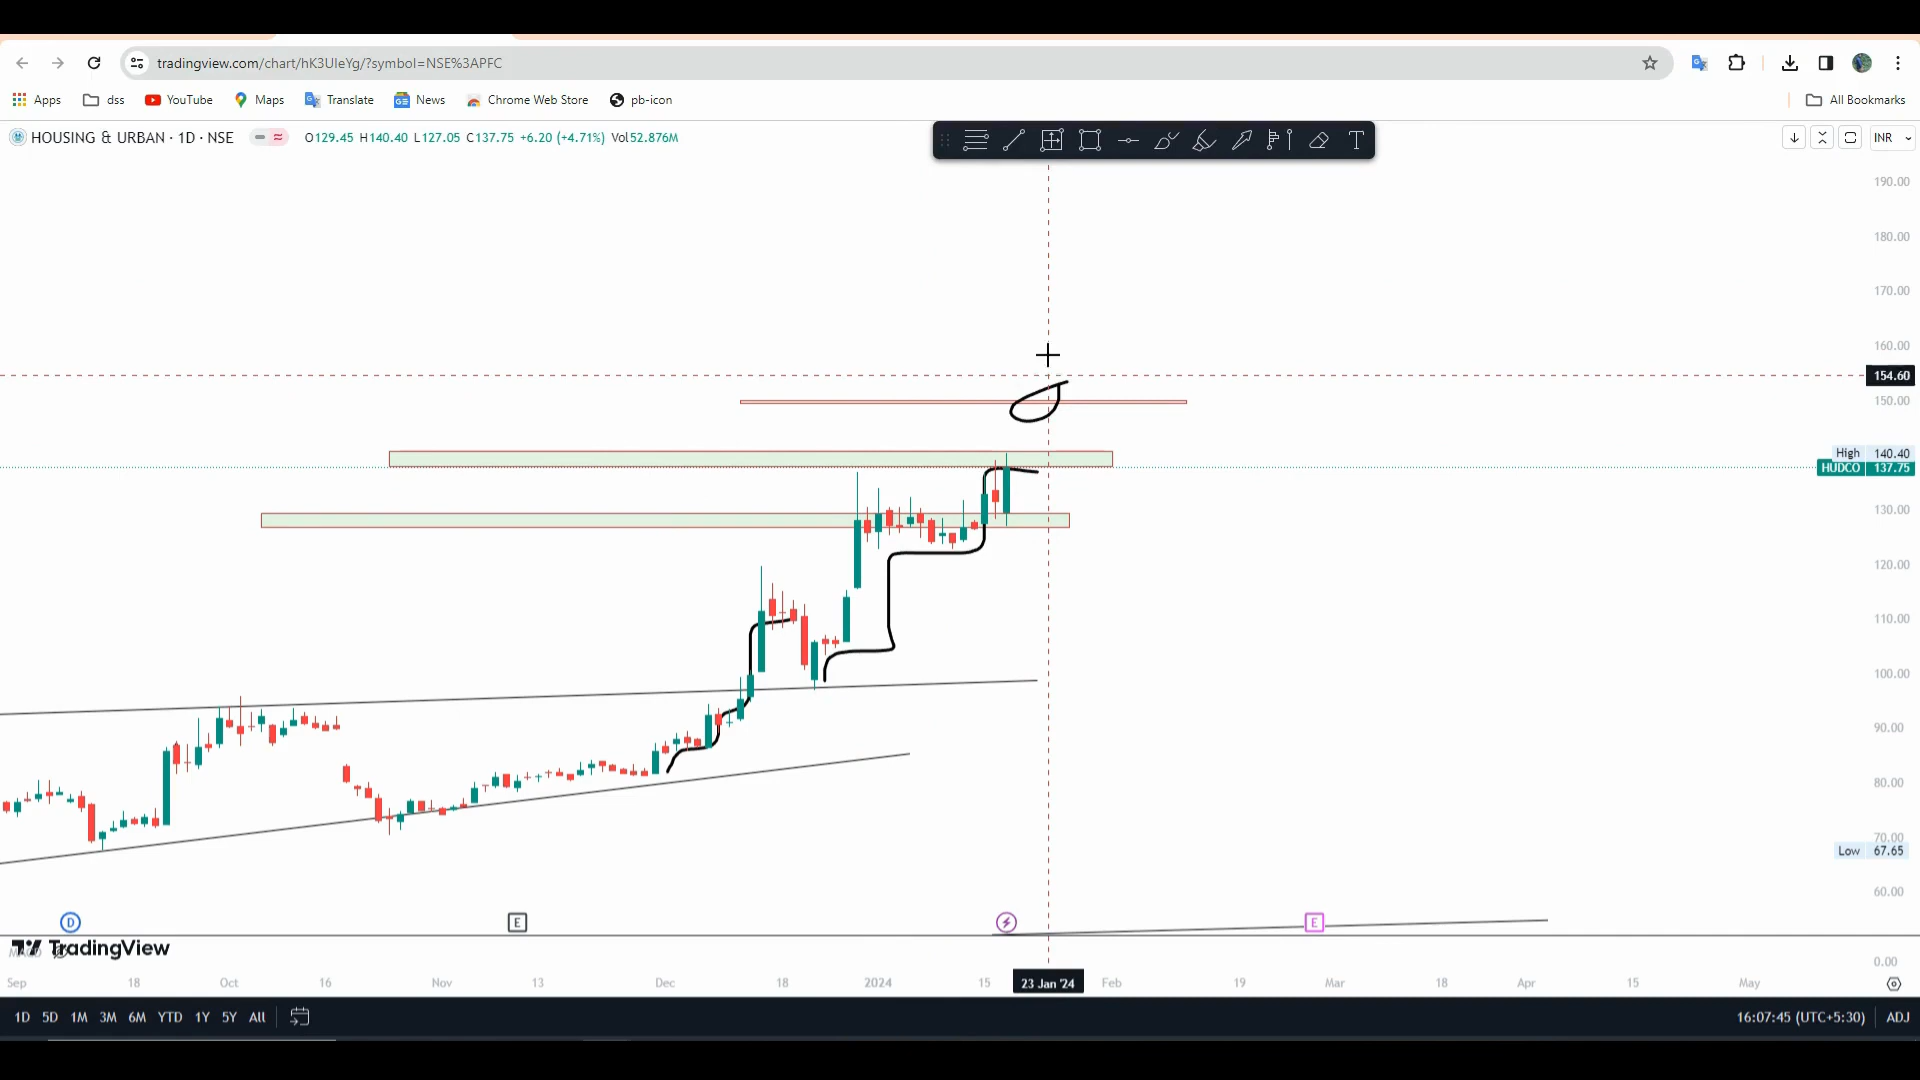 tradingview.com/chart/hK3UIeYg/?symbol=NSE%3APFC
Apps dss YouTube Maps Translate News Chrome Web Store pb-icon All Bookmarks
HOUSING & URBAN · 1D · NSE O129.45 H140.40 L127.05 C137.75 +6.20 (+4.71%) Vol52.876M T INR
190.00
180.00
170.00
160.00
154.60
150.00
High 140.40
HUDCO 137.75
130.00
120.00
110.00
100.00
90.00
80.00
70.00
Low 67.65
60.00
D E E
TradingView
0.00
Sep 18 Oct 16 Nov 13 Dec 18 2024 15 23 Jan '24 Feb 19 Mar 18 Apr 15 May
1D 5D 1M 3M 6M YTD 1Y 5Y All 16:07:45 (UTC+5:30) ADJ